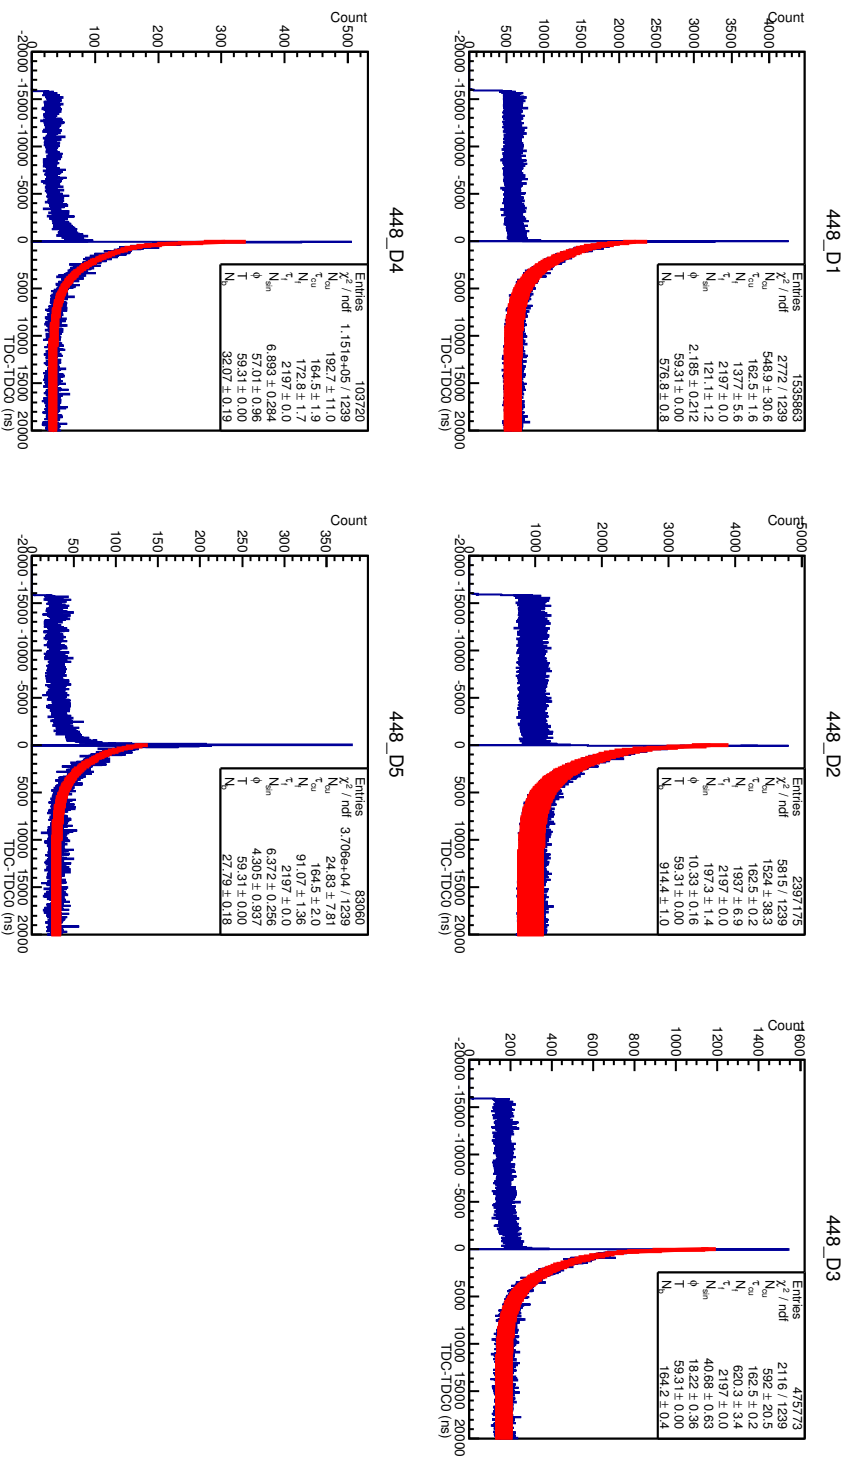 448_D1
Count
4000
3500
3000
2500
2000
1500
1000
500
0
-20000 -15000 -10000 -5000 0 5000 10000 15000 20000
TDC-TDC0 (ns)
Entries 1535863
χ² / ndf 2772 / 1239
N_cu 548.9 ± 30.6
τ_cu 162.5 ± 1.6
N_f 1377 ± 5.6
τ_f 2197 ± 0.0
N_sin 121.1 ± 1.2
φ 2.185 ± 0.212
T 59.31 ± 0.00
N_b 576.8 ± 0.8
448_D2
Count
5000
4000
3000
2000
1000
0
-20000 -15000 -10000 -5000 0 5000 10000 15000 20000
TDC-TDC0 (ns)
Entries 2397175
χ² / ndf 5815 / 1239
N_cu 1524 ± 38.3
τ_cu 162.5 ± 0.2
N_f 1937 ± 6.9
τ_f 2197 ± 0.0
N_sin 197.3 ± 1.4
φ 10.33 ± 0.16
T 59.31 ± 0.00
N_b 914.4 ± 1.0
448_D3
Count
1600
1400
1200
1000
800
600
400
200
0
-20000 -15000 -10000 -5000 0 5000 10000 15000 20000
TDC-TDC0 (ns)
Entries 475773
χ² / ndf 2116 / 1239
N_cu 592 ± 20.5
τ_cu 162.5 ± 0.2
N_f 620.3 ± 3.4
τ_f 2197 ± 0.0
N_sin 40.68 ± 0.63
φ 18.22 ± 0.36
T 59.31 ± 0.00
N_b 164.2 ± 0.4
448_D4
Count
500
400
300
200
100
0
-20000 -15000 -10000 -5000 0 5000 10000 15000 20000
TDC-TDC0 (ns)
Entries 103720
χ² / ndf 1.151e+05 / 1239
N_cu 192.7 ± 11.0
τ_cu 164.5 ± 1.9
N_f 172.8 ± 1.7
τ_f 2197 ± 0.0
N_sin 6.893 ± 0.284
φ 57.01 ± 0.96
T 59.31 ± 0.00
N_b 32.07 ± 0.19
448_D5
Count
350
300
250
200
150
100
50
0
-20000 -15000 -10000 -5000 0 5000 10000 15000 20000
TDC-TDC0 (ns)
Entries 83060
χ² / ndf 3.706e+04 / 1239
N_cu 24.83 ± 7.81
τ_cu 164.5 ± 2.0
N_f 91.07 ± 1.36
τ_f 2197 ± 0.0
N_sin 6.372 ± 0.256
φ 4.305 ± 0.937
T 59.31 ± 0.00
N_b 27.79 ± 0.18